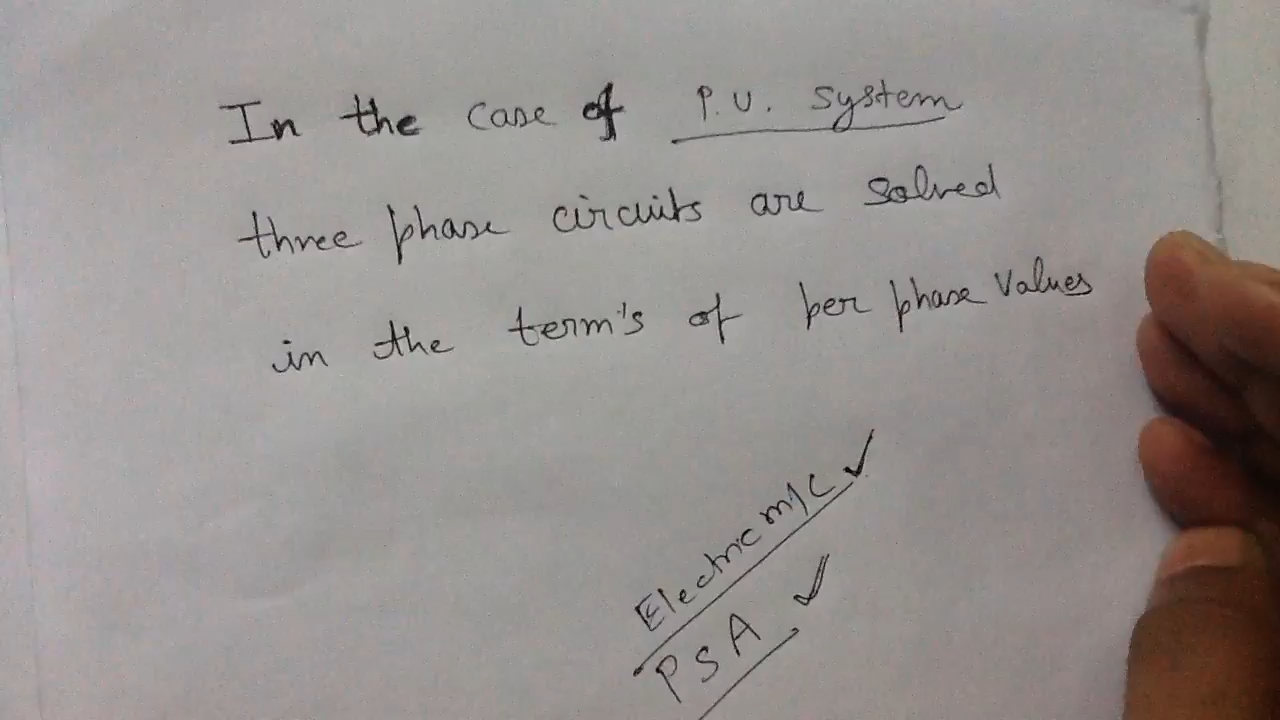 In the case of P.U. system
three phase circuits are solved
in the term's of per phase values
Electric m/c ✓
PSA ✓